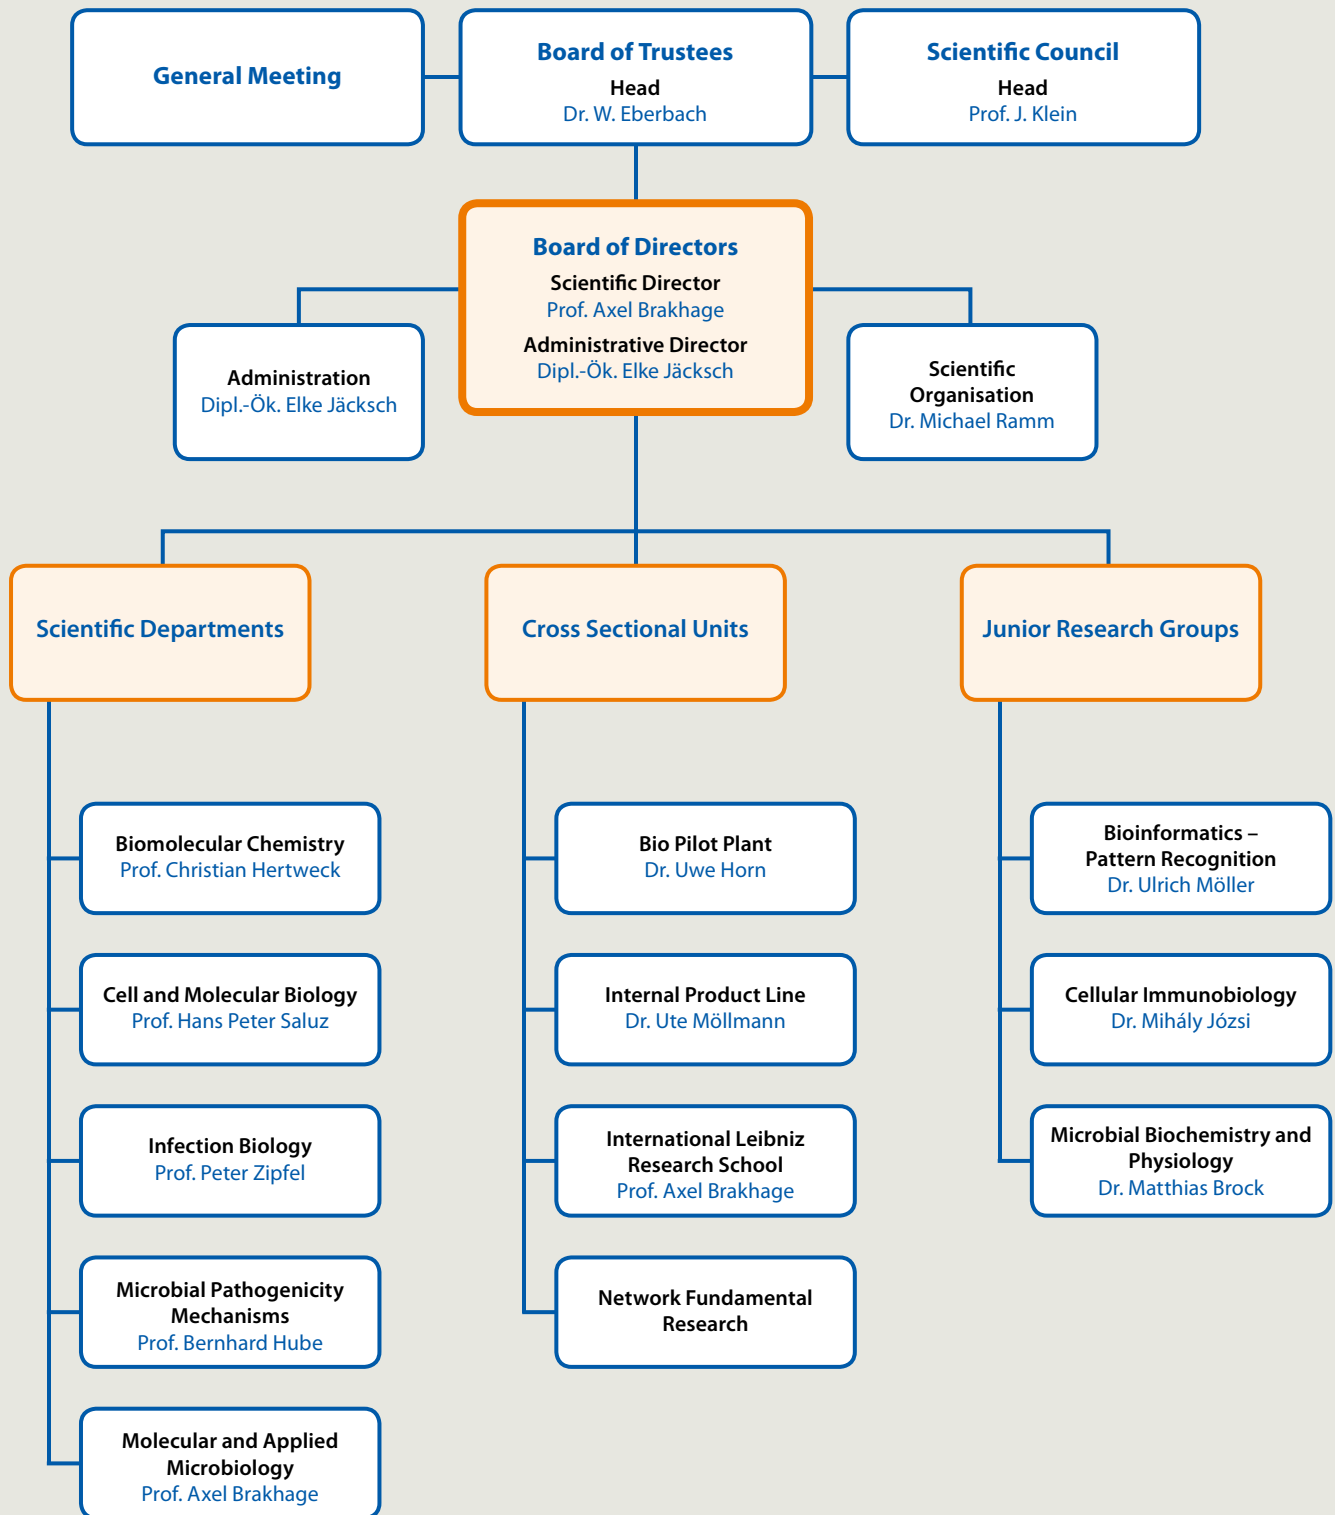 General Meeting
Board of Trustees
Head
Dr. W. Eberbach
Scientific Council
Head
Prof. J. Klein
Board of Directors
Scientific Director
Prof. Axel Brakhage
Administrative Director
Dipl.-Ök. Elke Jäcksch
Administration
Dipl.-Ök. Elke Jäcksch
Scientific
Organisation
Dr. Michael Ramm
Scientific Departments
Cross Sectional Units
Junior Research Groups
Biomolecular Chemistry
Prof. Christian Hertweck
Cell and Molecular Biology
Prof. Hans Peter Saluz
Infection Biology
Prof. Peter Zipfel
Microbial Pathogenicity
Mechanisms
Prof. Bernhard Hube
Molecular and Applied
Microbiology
Prof. Axel Brakhage
Bio Pilot Plant
Dr. Uwe Horn
Internal Product Line
Dr. Ute Möllmann
International Leibniz
Research School
Prof. Axel Brakhage
Network Fundamental
Research
Bioinformatics –
Pattern Recognition
Dr. Ulrich Möller
Cellular Immunobiology
Dr. Mihály Józsi
Microbial Biochemistry and
Physiology
Dr. Matthias Brock